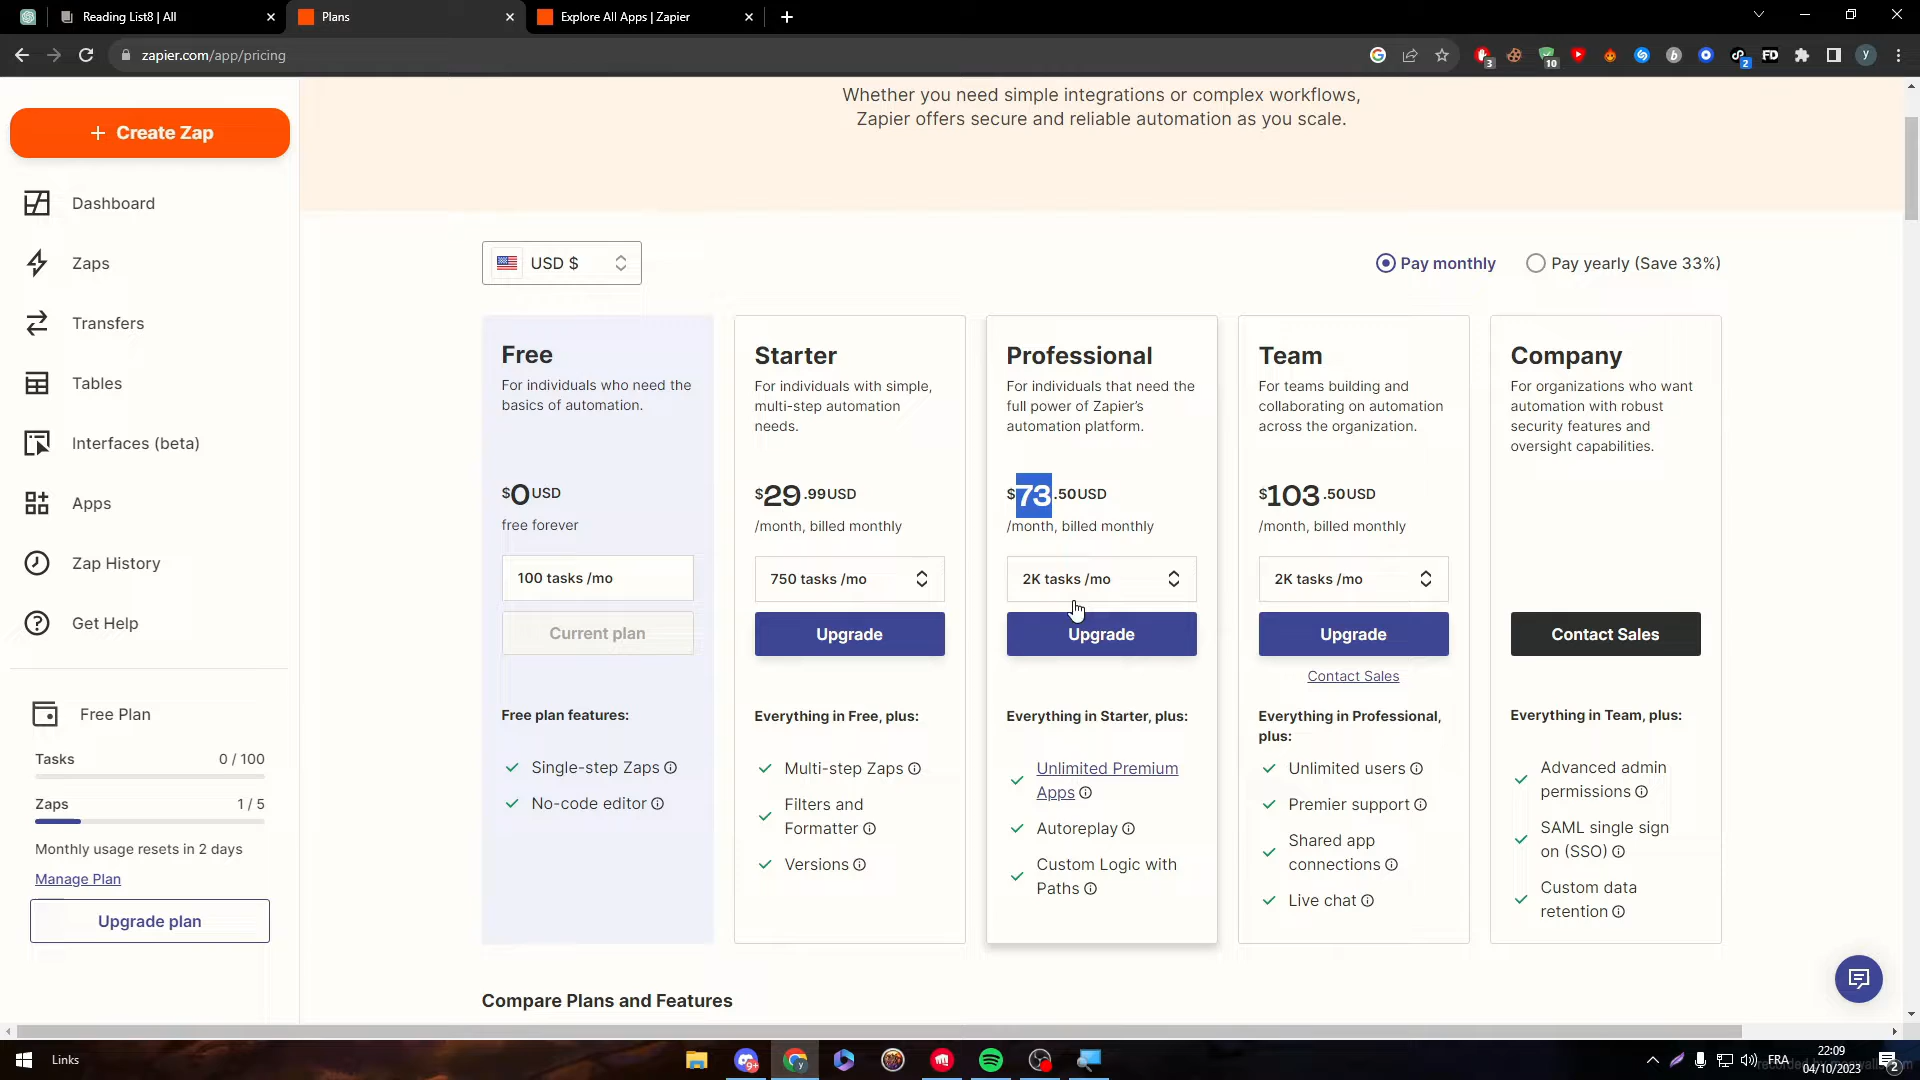 Reading List8 | All
Plans
Explore All Apps | Zapier
zapier.com/app/pricing
3
10
2
FD
y
Whether you need simple integrations or complex workflows,
Zapier offers secure and reliable automation as you scale.
+ Create Zap
Dashboard
Zaps
Transfers
Tables
Interfaces (beta)
Apps
Zap History
Get Help
Free Plan
Tasks 0 / 100
Zaps 1 / 5
Monthly usage resets in 2 days
Manage Plan
Upgrade plan
USD $
Pay monthly
Pay yearly (Save 33%)
Free
For individuals who need the
basics of automation.
$0 USD
free forever
100 tasks /mo
Current plan
Free plan features:
Single-step Zaps
No-code editor
Starter
For individuals with simple,
multi-step automation
needs.
$29.99USD
/month, billed monthly
750 tasks /mo
Upgrade
Everything in Free, plus:
Multi-step Zaps
Filters and
Formatter
Versions
Professional
For individuals that need the
full power of Zapier's
automation platform.
$73.50USD
/month, billed monthly
2K tasks /mo
Upgrade
Everything in Starter, plus:
Unlimited Premium
Apps
Autoreplay
Custom Logic with
Paths
Team
For teams building and
collaborating on automation
across the organization.
$103.50USD
/month, billed monthly
2K tasks /mo
Upgrade
Contact Sales
Everything in Professional,
plus:
Unlimited users
Premier support
Shared app
connections
Live chat
Company
For organizations who want
automation with robust
security features and
oversight capabilities.
Contact Sales
Everything in Team, plus:
Advanced admin
permissions
SAML single sign
on (SSO)
Custom data
retention
Compare Plans and Features
Links
FRA
22:09
04/10/2023
2